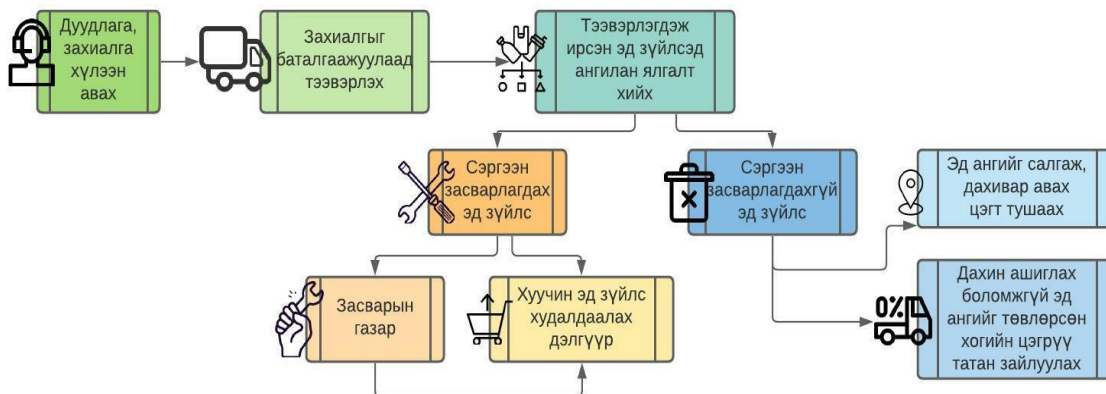 Дуудлага,
захиалга
хүлээн
авах
Захиалгыг
баталгаажуулаад
тээвэрлэх
Тээвэрлэгдэж
ирсэн эд зүйлсэд
ангилан ялгалт
хийх
Сэргээн
засварлагдах
эд зүйлс
Сэргээн
засварлагдахгүй
эд зүйлс
Эд ангийг салгаж,
дахивар авах
цэгт тушаах
Засварын
газар
Хуучин эд зүйлс
худалдаалах
дэлгүүр
0%
Дахин ашиглах
боломжгүй эд
ангийг төвлөрсөн
хогийн цэгрүү
татан зайлуулах